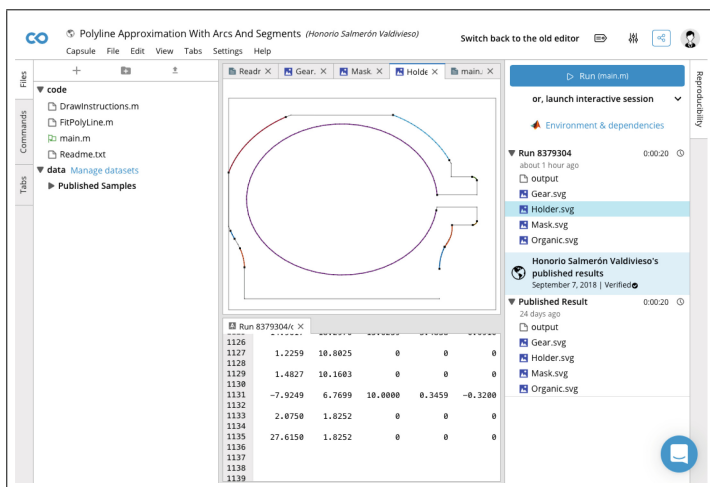 Polyline Approximation With Arcs And Segments (Honorio Salmerón Valdivieso)
Switch back to the old editor
Capsule File Edit View Tabs Settings Help
Files
Commands
Tabs
code
DrawInstructions.m
FitPolyLine.m
main.m
Readme.txt
data Manage datasets
Published Samples
Readr Gear. Mask. Holde main.
Run 8379304/c
1126
1127 1.2259 10.8025 0 0 0
1128
1129 1.4827 10.1603 0 0 0
1130
1131 -7.9249 6.7699 10.0000 0.3459 -0.3200
1132
1133 2.0750 1.8252 0 0 0
1134
1135 27.6150 1.8252 0 0 0
1136
1137
1138
1139
Run (main.m)
or, launch interactive session
Environment & dependencies
Run 8379304 0:00:20
about 1 hour ago
output
Gear.svg
Holder.svg
Mask.svg
Organic.svg
Honorio Salmerón Valdivieso's
published results
September 7, 2018 | Verified
Published Result 0:00:20
24 days ago
output
Gear.svg
Holder.svg
Mask.svg
Organic.svg
Reproducibility